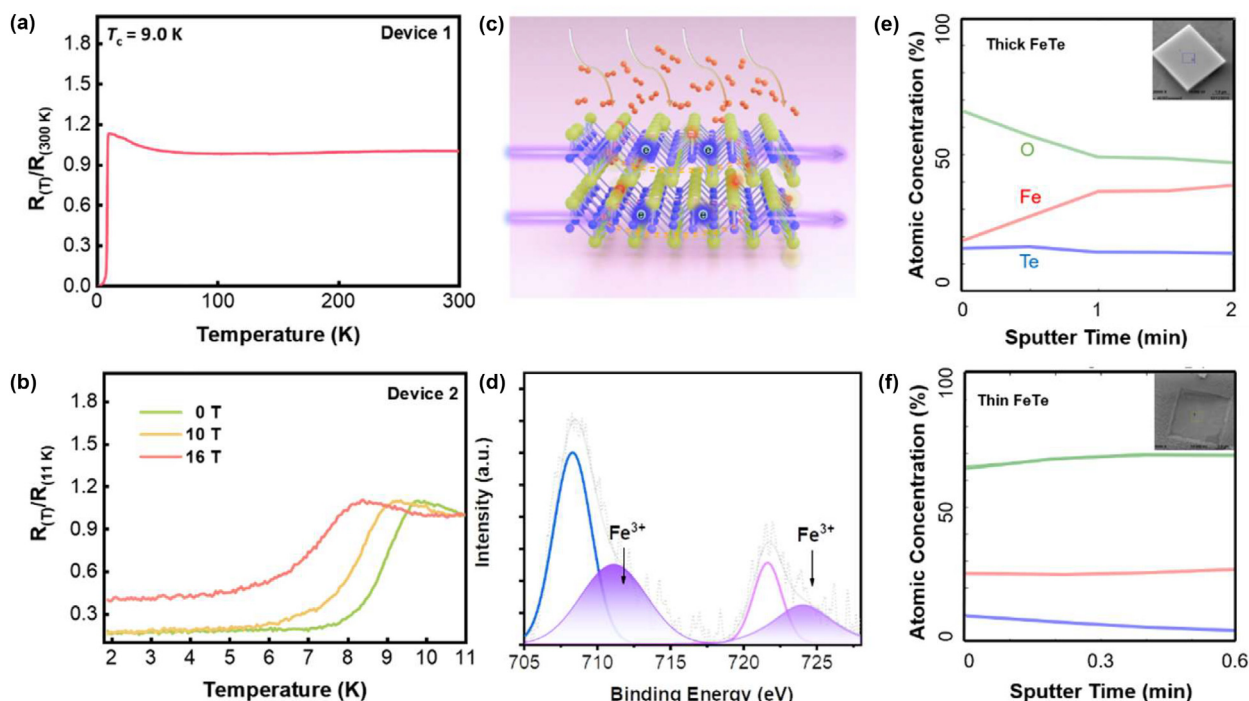 (a)
1.8
1.5
1.2
0.9
0.6
0.3
0.0
R(T)/R(300 K)
Tc = 9.0 K
Device 1
0
100
200
300
Temperature (K)
(b)
1.8
1.5
1.2
0.9
0.6
0.3
R(T)/R(11 K)
Device 2
0 T
10 T
16 T
2
3
4
5
6
7
8
9
10
11
Temperature (K)
(c)
e
e
e
e
(d)
Intensity (a.u.)
Fe3+
Fe3+
705
710
715
720
725
Binding Energy (eV)
(e)
Atomic Concentration (%)
100
50
0
Thick FeTe
O
Fe
Te
0
1
2
Sputter Time (min)
(f)
Atomic Concentration (%)
100
50
0
Thin FeTe
0
0.3
0.6
Sputter Time (min)